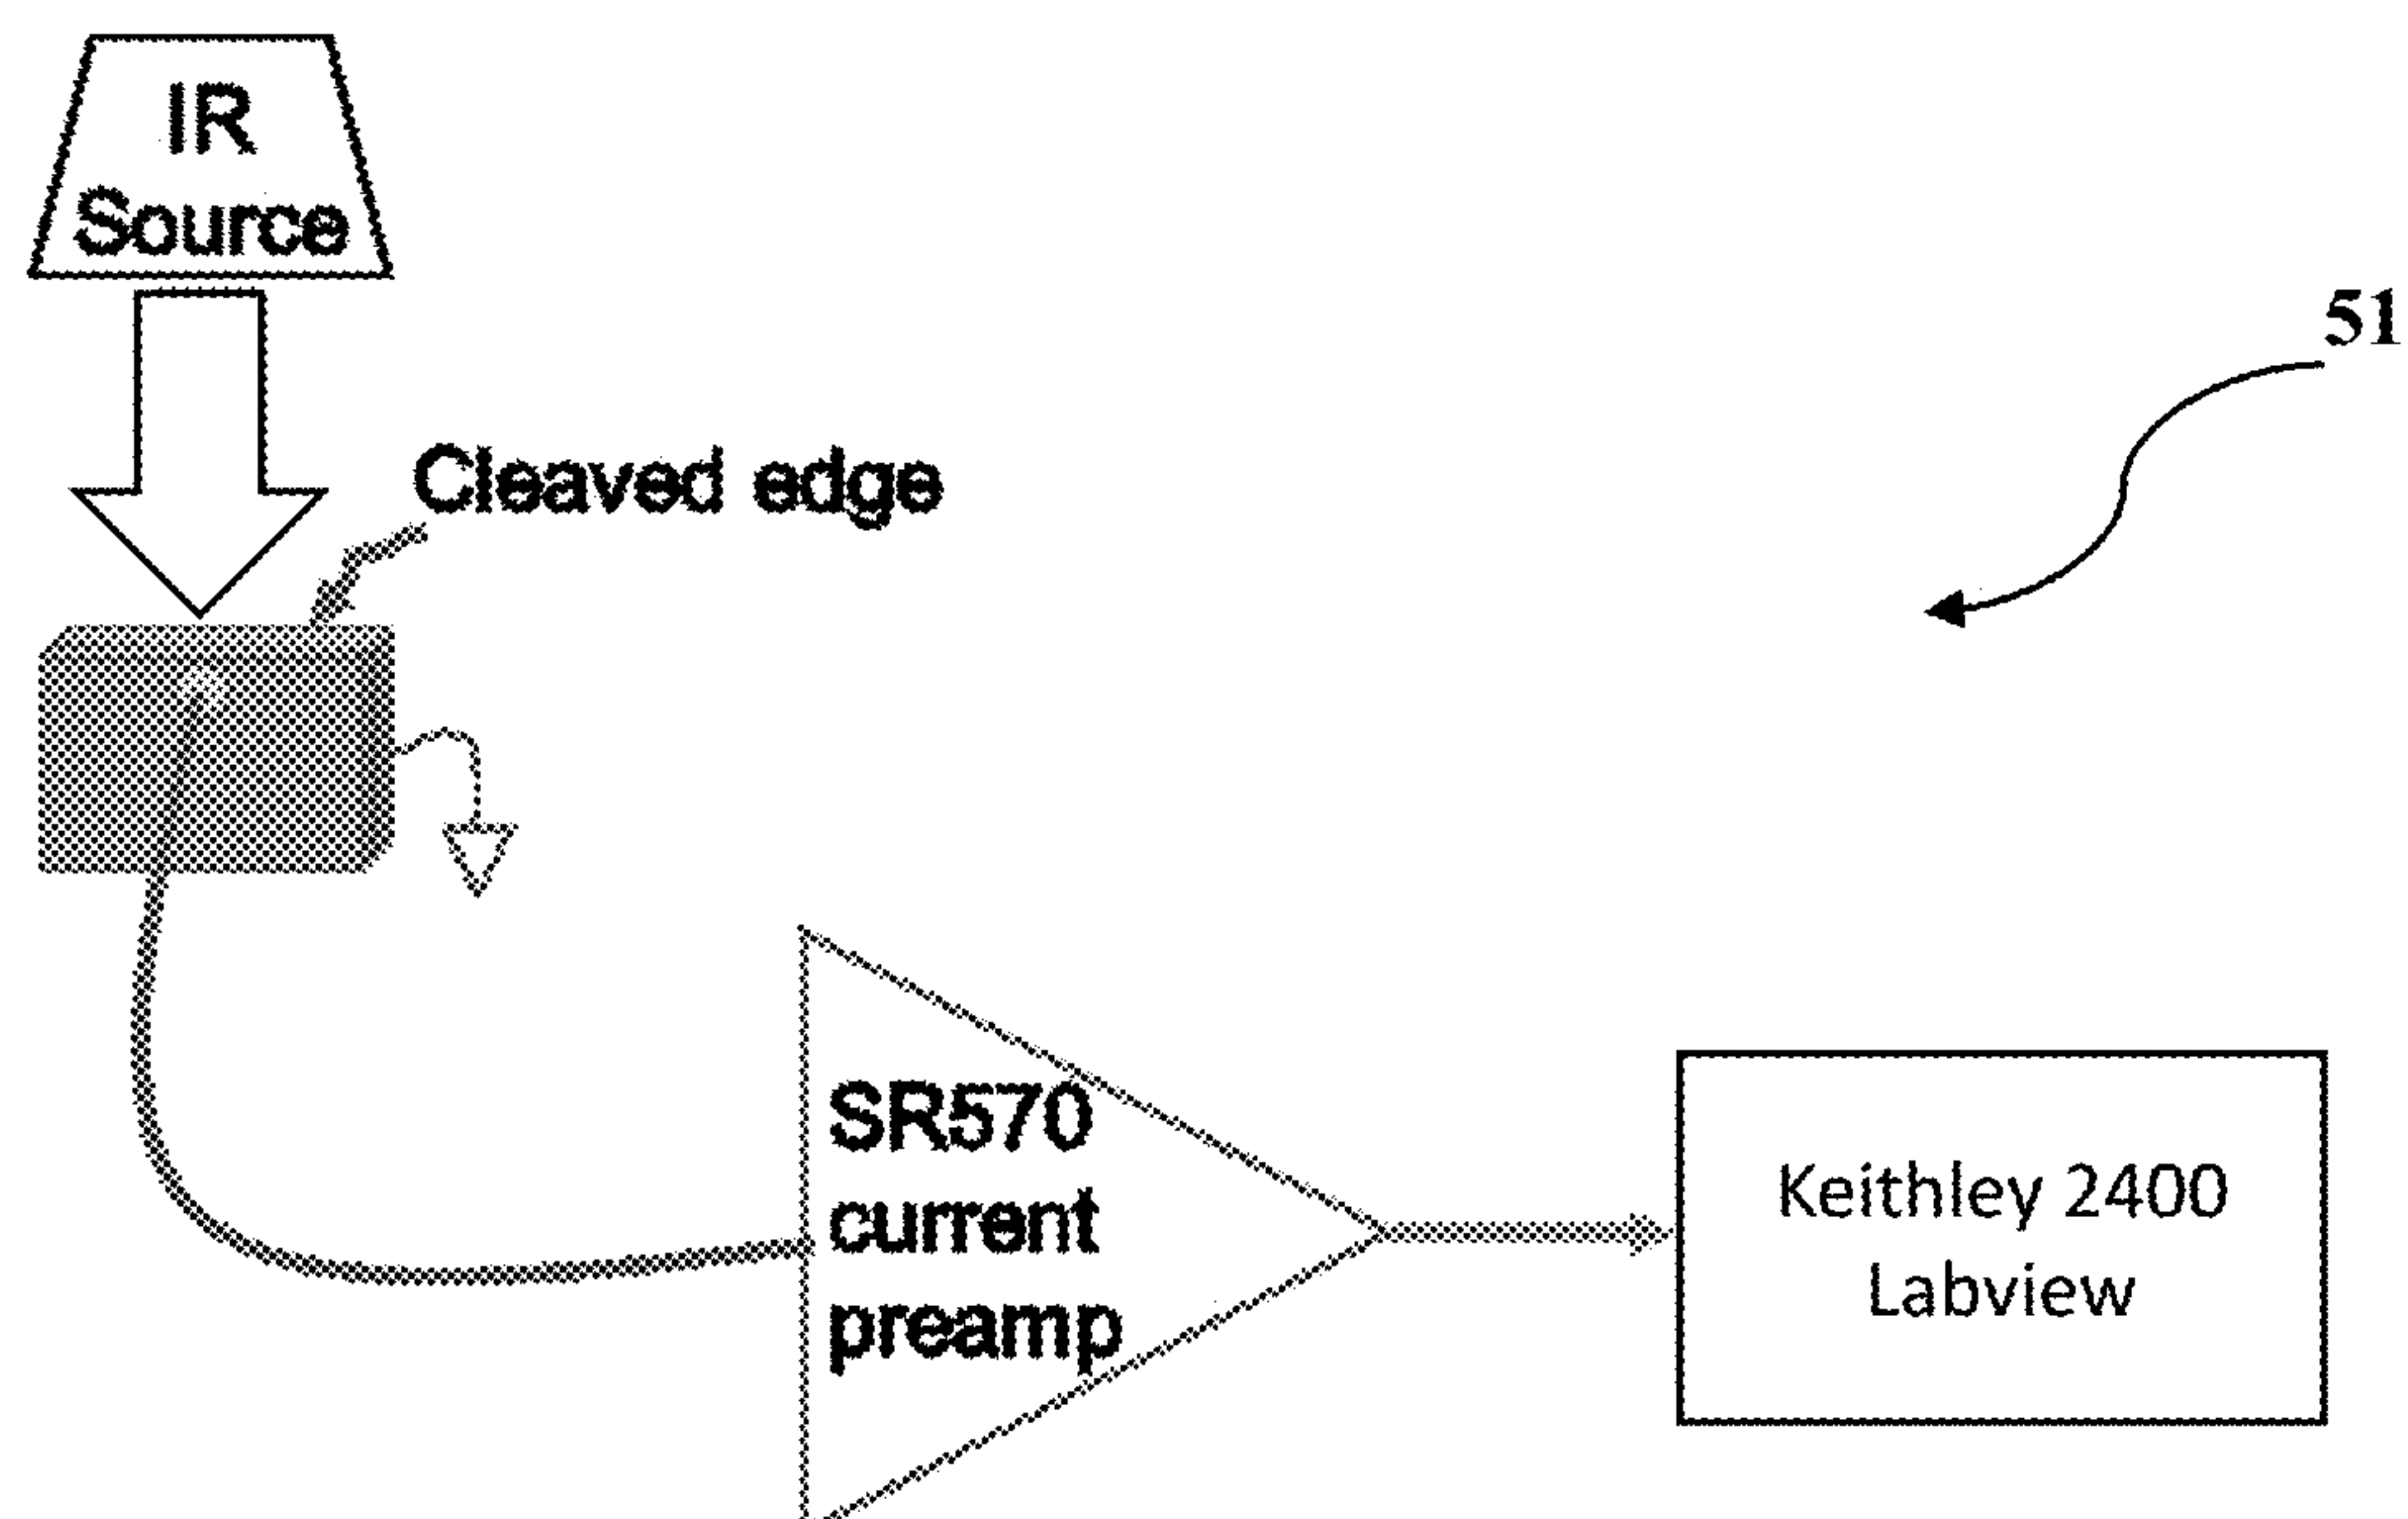 IR
Source
51
Cleaved edge
SR570
current
preamp
Keithley 2400
Labview